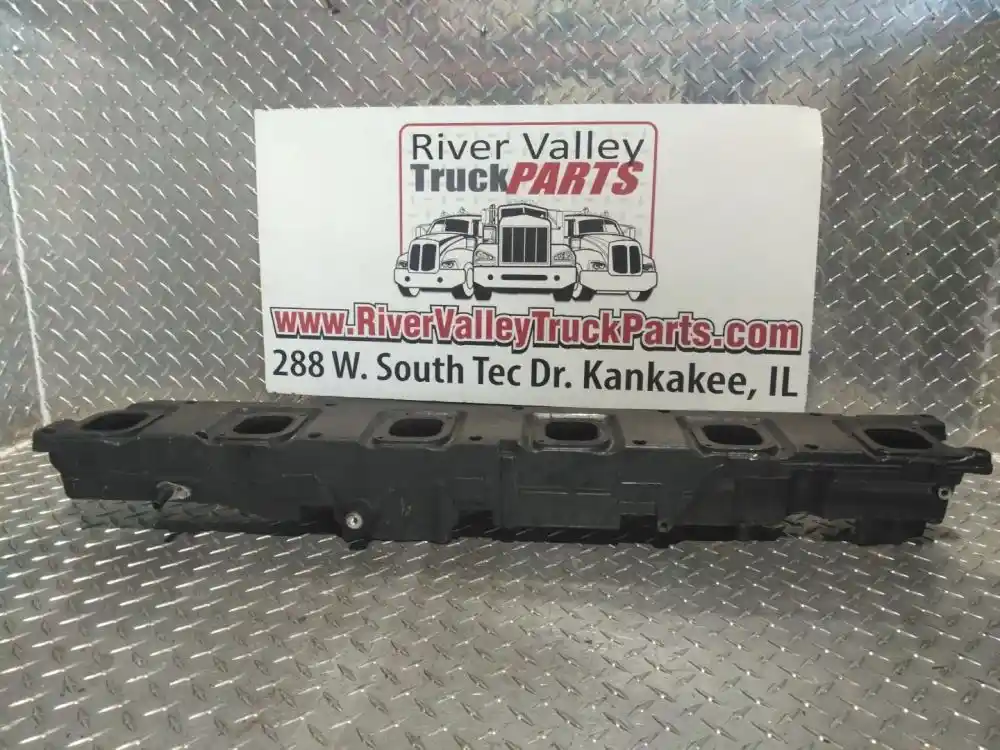 River Valley
TruckPARTS
www.RiverValleyTruckParts.com
288 W. South Tec Dr. Kankakee, IL